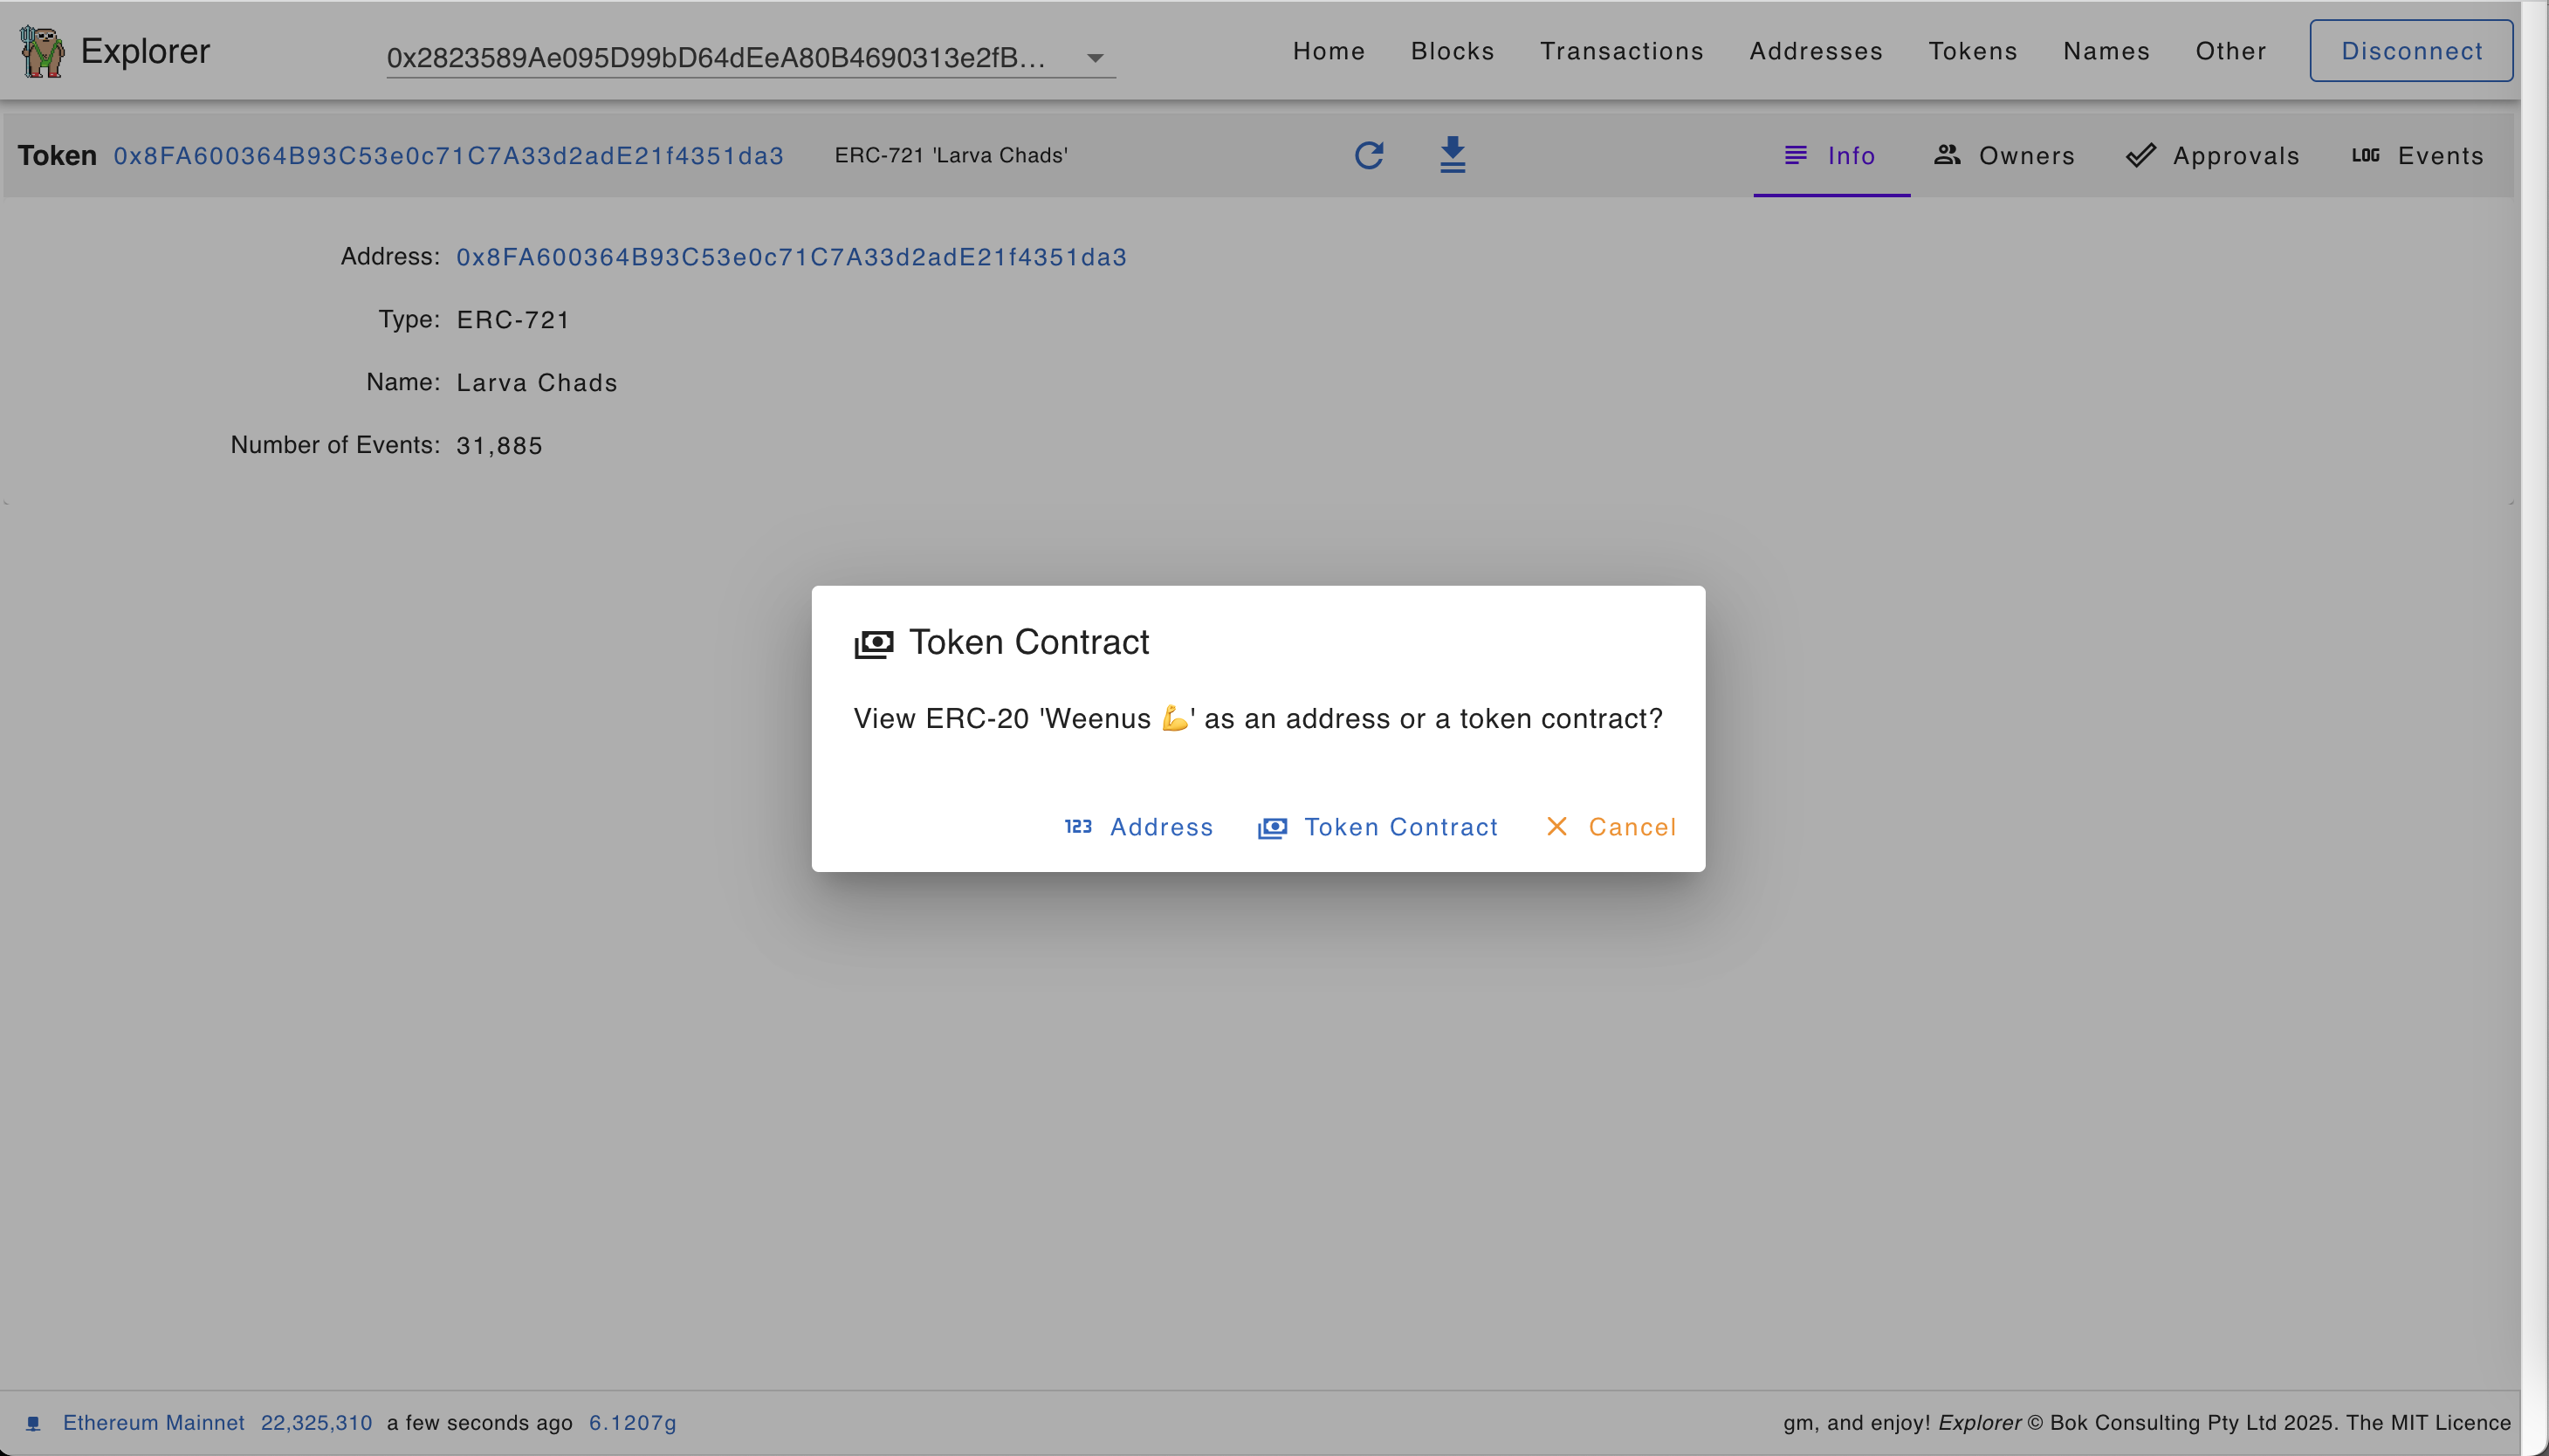 Explorer
0x2823589Ae095D99bD64dEeA80B4690313e2fB...
Home Blocks Transactions Addresses Tokens Names Other Disconnect
Token 0x8FA600364B93C53e0c71C7A33d2adE21f4351da3 ERC-721 'Larva Chads'
Info Owners Approvals LOG Events
Address: 0x8FA600364B93C53e0c71C7A33d2adE21f4351da3
Type: ERC-721
Name: Larva Chads
Number of Events: 31,885
Token Contract
View ERC-20 'Weenus 💪' as an address or a token contract?
123 Address Token Contract Cancel
Ethereum Mainnet 22,325,310 a few seconds ago 6.1207g
gm, and enjoy! Explorer © Bok Consulting Pty Ltd 2025. The MIT Licence